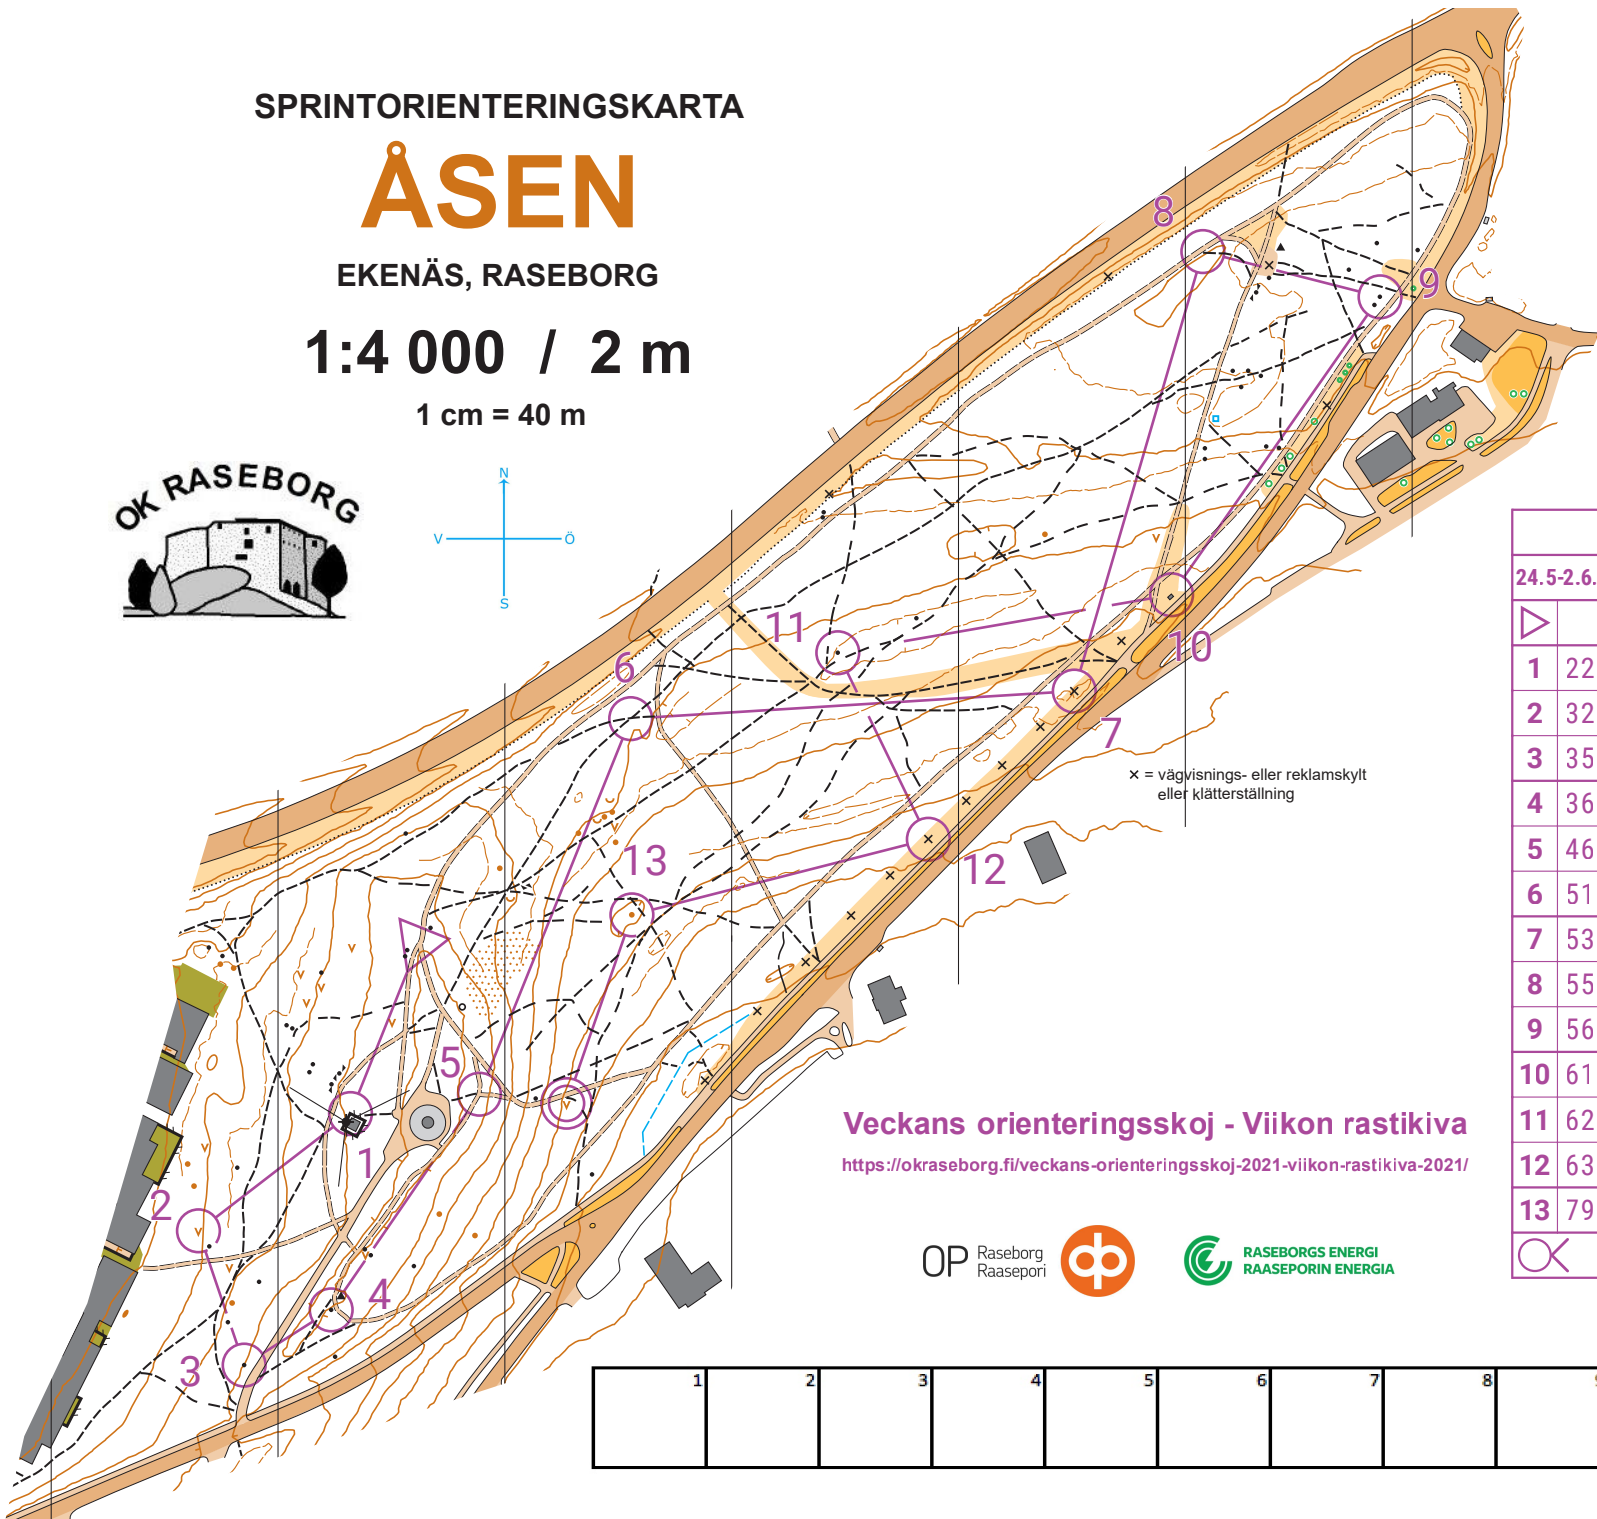 SPRINTORIENTERINGSKARTA
ÅSEN
EKENÄS, RASEBORG
1:4 000 / 2 m
1 cm = 40 m
OK RASEBORG
N
V Ö
S
8
9
11
10
6
7
× = vägvisnings- eller reklamskylt
eller klätterställning
13
12
5
1
2
4
3
24.5-2.6.
1 22
2 32
3 35
4 36
5 46
6 51
7 53
8 55
9 56
10 61
11 62
12 63
13 79
Veckans orienteringsskoj - Viikon rastikiva
https://okraseborg.fi/veckans-orienteringsskoj-2021-viikon-rastikiva-2021/
OP Raseborg
Raasepori
op
RASEBORGS ENERGI
RAASEPORIN ENERGIA
1 2 3 4 5 6 7 8